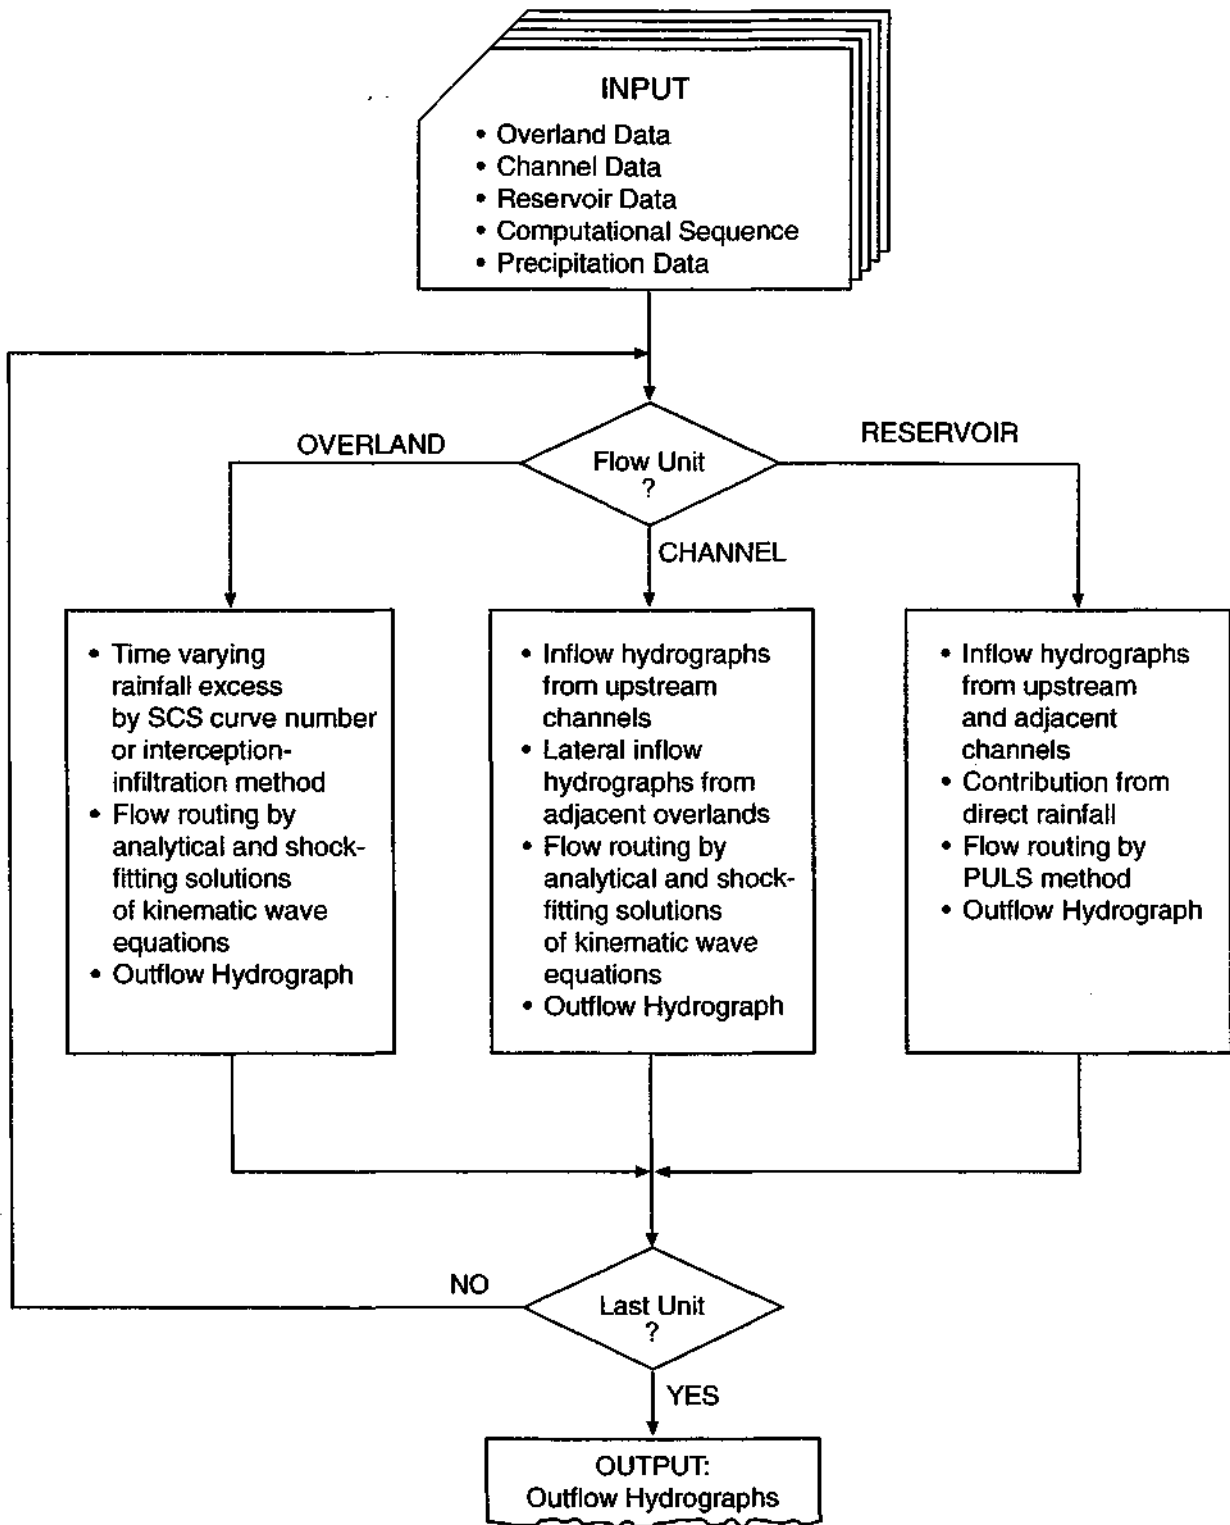 INPUT
• Overland Data
• Channel Data
• Reservoir Data
• Computational Sequence
• Precipitation Data
OVERLAND
RESERVOIR
Flow Unit
?
CHANNEL
• Time varying
rainfall excess
by SCS curve number
or interception-
infiltration method
• Flow routing by
analytical and shock-
fitting solutions
of kinematic wave
equations
• Outflow Hydrograph
• Inflow hydrographs
from upstream
channels
• Lateral inflow
hydrographs from
adjacent overlands
• Flow routing by
analytical and shock-
fitting solutions
of kinematic wave
equations
• Outflow Hydrograph
• Inflow hydrographs
from upstream
and adjacent
channels
• Contribution from
direct rainfall
• Flow routing by
PULS method
• Outflow Hydrograph
NO
Last Unit
?
YES
OUTPUT:
Outflow Hydrographs